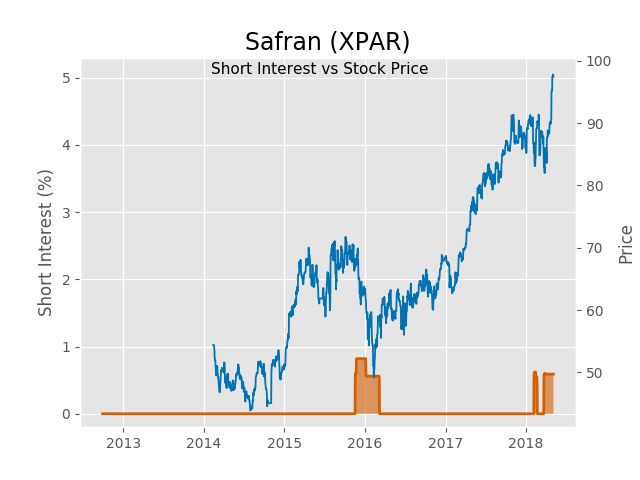 Safran (XPAR)
Short Interest vs Stock Price
Short Interest (%)
5
4
3
2
1
0
100
90
80
70
60
50
Price
2013 2014 2015 2016 2017 2018